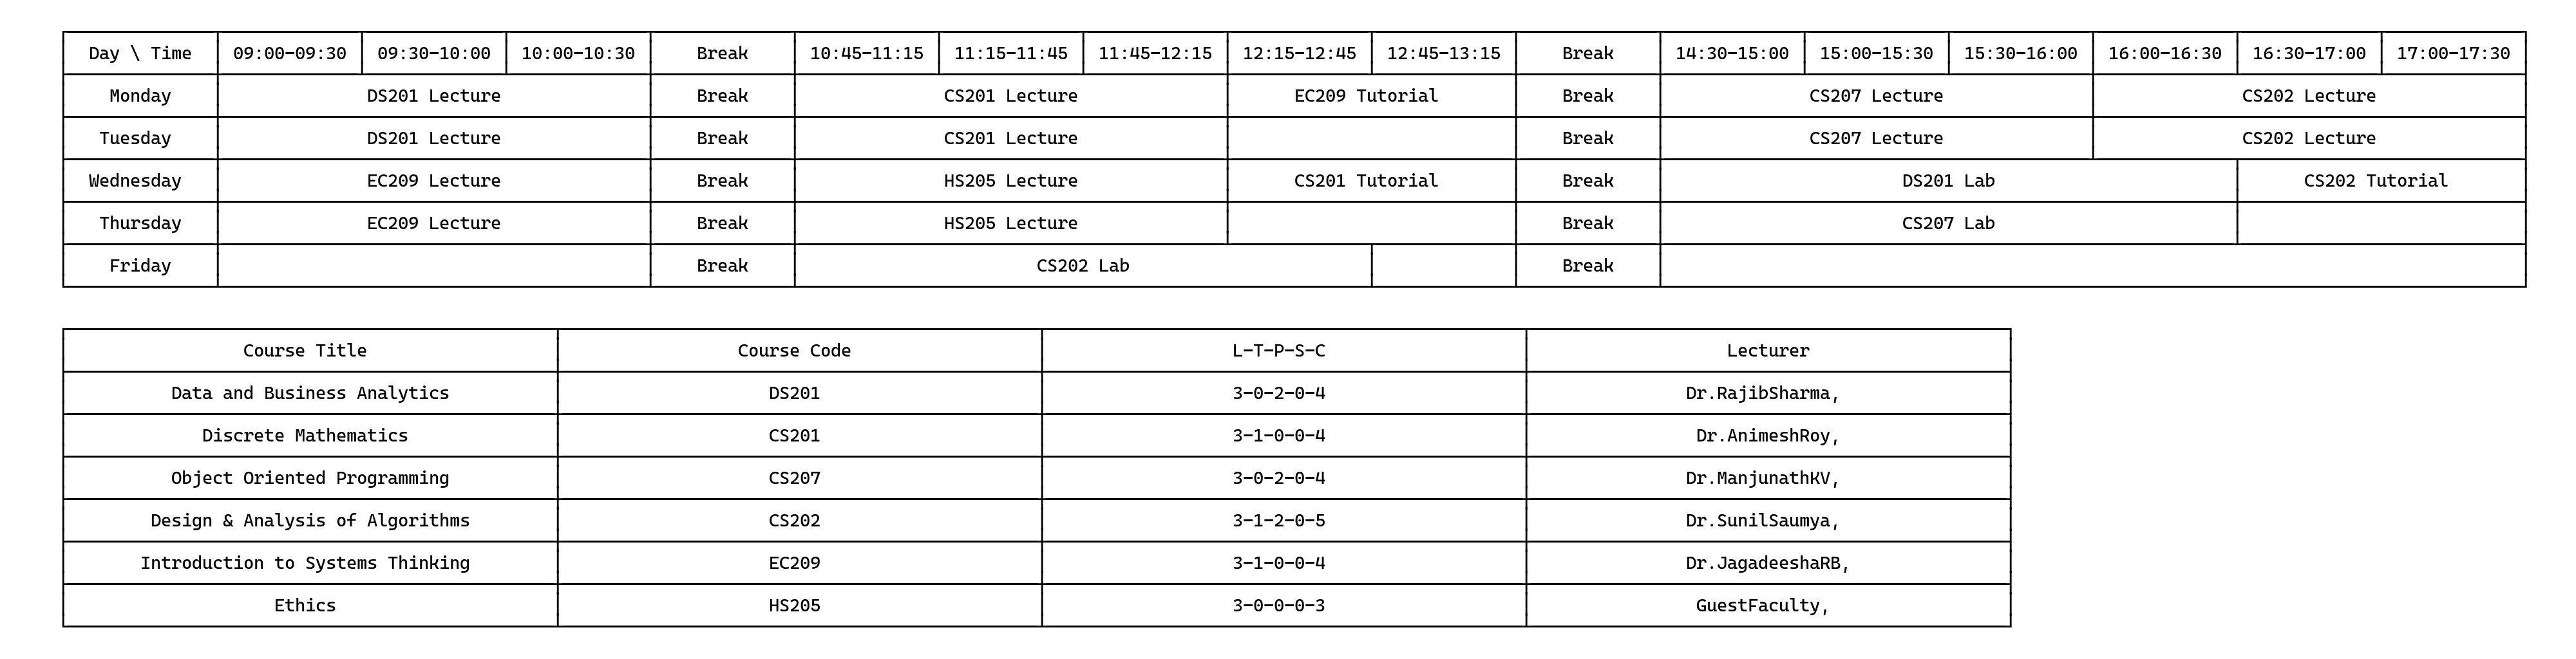 Day \ Time 09:00-09:30 09:30-10:00 10:00-10:30 Break 10:45-11:15 11:15-11:45 11:45-12:15 12:15-12:45 12:45-13:15 Break 14:30-15:00 15:00-15:30 15:30-16:00 16:00-16:30 16:30-17:00 17:00-17:30
Monday DS201 Lecture Break CS201 Lecture EC209 Tutorial Break CS207 Lecture CS202 Lecture
Tuesday DS201 Lecture Break CS201 Lecture Break CS207 Lecture CS202 Lecture
Wednesday EC209 Lecture Break HS205 Lecture CS201 Tutorial Break DS201 Lab CS202 Tutorial
Thursday EC209 Lecture Break HS205 Lecture Break CS207 Lab
Friday Break CS202 Lab Break
Course Title Course Code L-T-P-S-C Lecturer
Data and Business Analytics DS201 3-0-2-0-4 Dr.RajibSharma,
Discrete Mathematics CS201 3-1-0-0-4 Dr.AnimeshRoy,
Object Oriented Programming CS207 3-0-2-0-4 Dr.ManjunathKV,
Design & Analysis of Algorithms CS202 3-1-2-0-5 Dr.SunilSaumya,
Introduction to Systems Thinking EC209 3-1-0-0-4 Dr.JagadeeshaRB,
Ethics HS205 3-0-0-0-3 GuestFaculty,